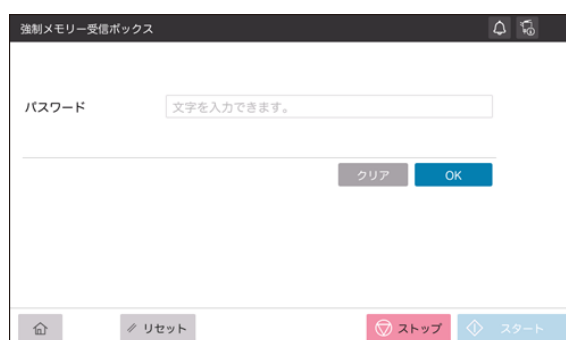 強制メモリー受信ボックス
パスワード
文字を入力できます。
クリア
OK
リセット
ストップ
スタート